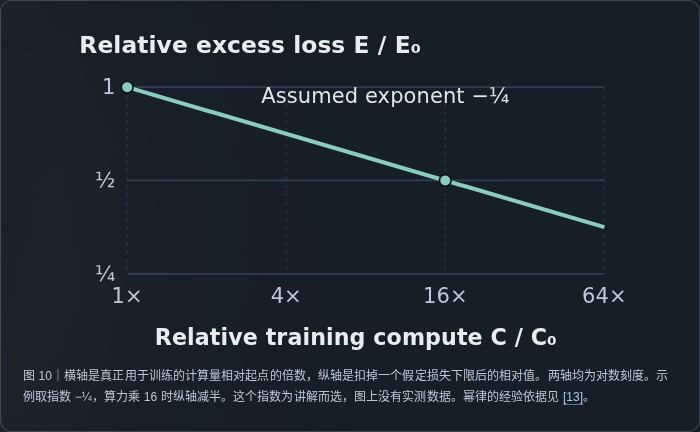 Relative excess loss E / E₀
1
Assumed exponent −¼
½
¼
1× 4× 16× 64×
Relative training compute C / C₀
图 10｜横轴是真正用于训练的计算量相对起点的倍数，纵轴是扣掉一个假定损失下限后的相对值。两轴均为对数刻度。示
例取指数 −¼，算力乘 16 时纵轴减半。这个指数为讲解而选，图上没有实测数据。幂律的经验依据见 [13]。